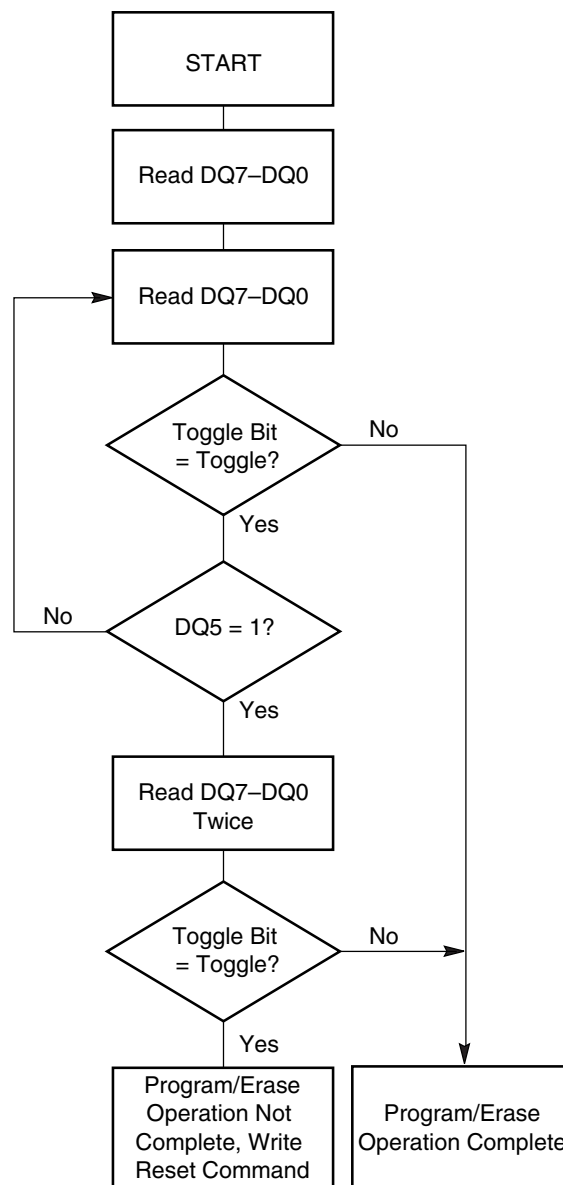 START
Read DQ7–DQ0
Read DQ7–DQ0
Toggle Bit
= Toggle?
No
Yes
No
DQ5 = 1?
Yes
Read DQ7–DQ0
Twice
Toggle Bit
= Toggle?
No
Yes
Program/Erase
Operation Not
Complete, Write
Reset Command
Program/Erase
Operation Complete